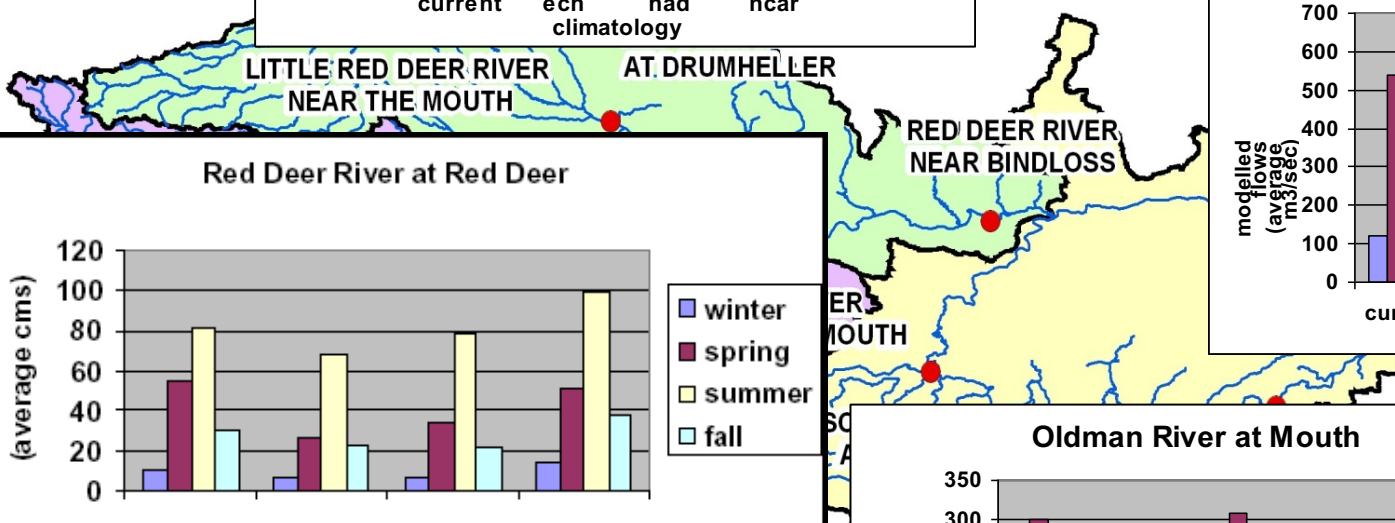 current ech had ncar
climatology
LITTLE RED DEER RIVER
NEAR THE MOUTH
AT DRUMHELLER
RED DEER RIVER
NEAR BINDLOSS
Red Deer River at Red Deer
(average cms)
120
100
80
60
40
20
0
winter
spring
summer
fall
ER
MOUTH
SO
A
modelled
flows
(average
m3/sec)
700
600
500
400
300
200
100
0
cur
Oldman River at Mouth
350
300